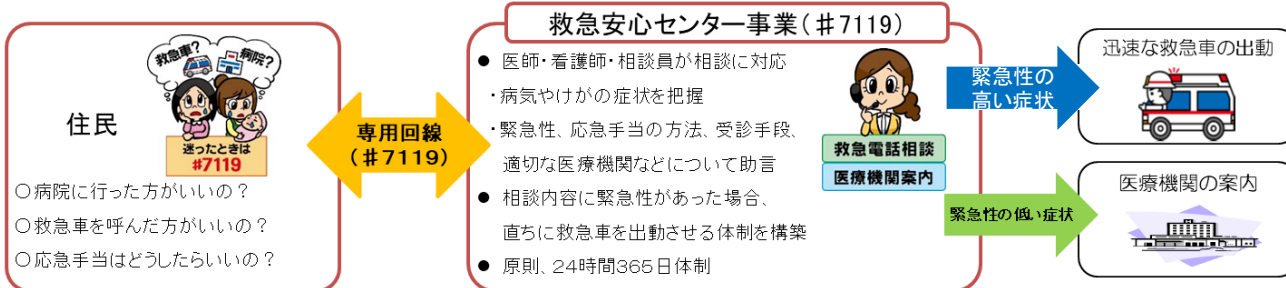 救急安心センター事業(♯7119)
救急車?
病院?
住民
迷ったときは
#7119
○病院に行った方がいいの?
○救急車を呼んだ方がいいの?
○応急手当はどうしたらいいの?
専用回線
(♯7119)
● 医師・看護師・相談員が相談に対応
・病気やけがの症状を把握
・緊急性、応急手当の方法、受診手段、
適切な医療機関などについて助言
● 相談内容に緊急性があった場合、
直ちに救急車を出動させる体制を構築
● 原則、24時間365日体制
救急電話相談
医療機関案内
緊急性の
高い症状
緊急性の低い症状
迅速な救急車の出動
医療機関の案内